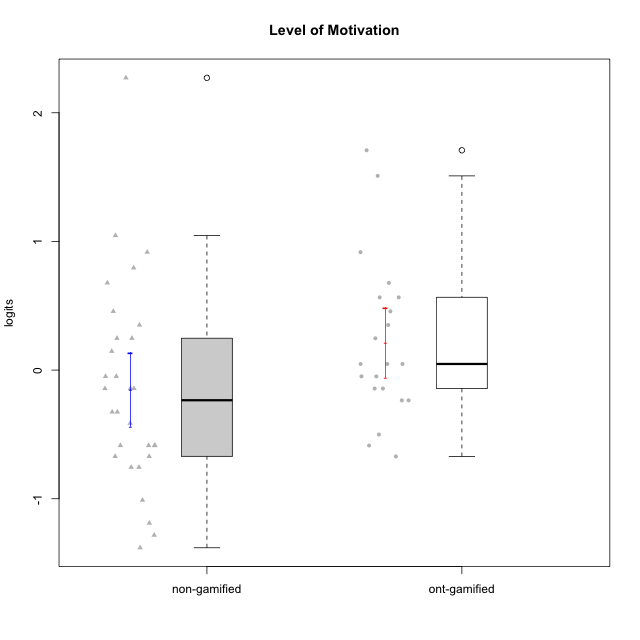 Level of Motivation
logits
2
1
0
-1
non-gamified
ont-gamified